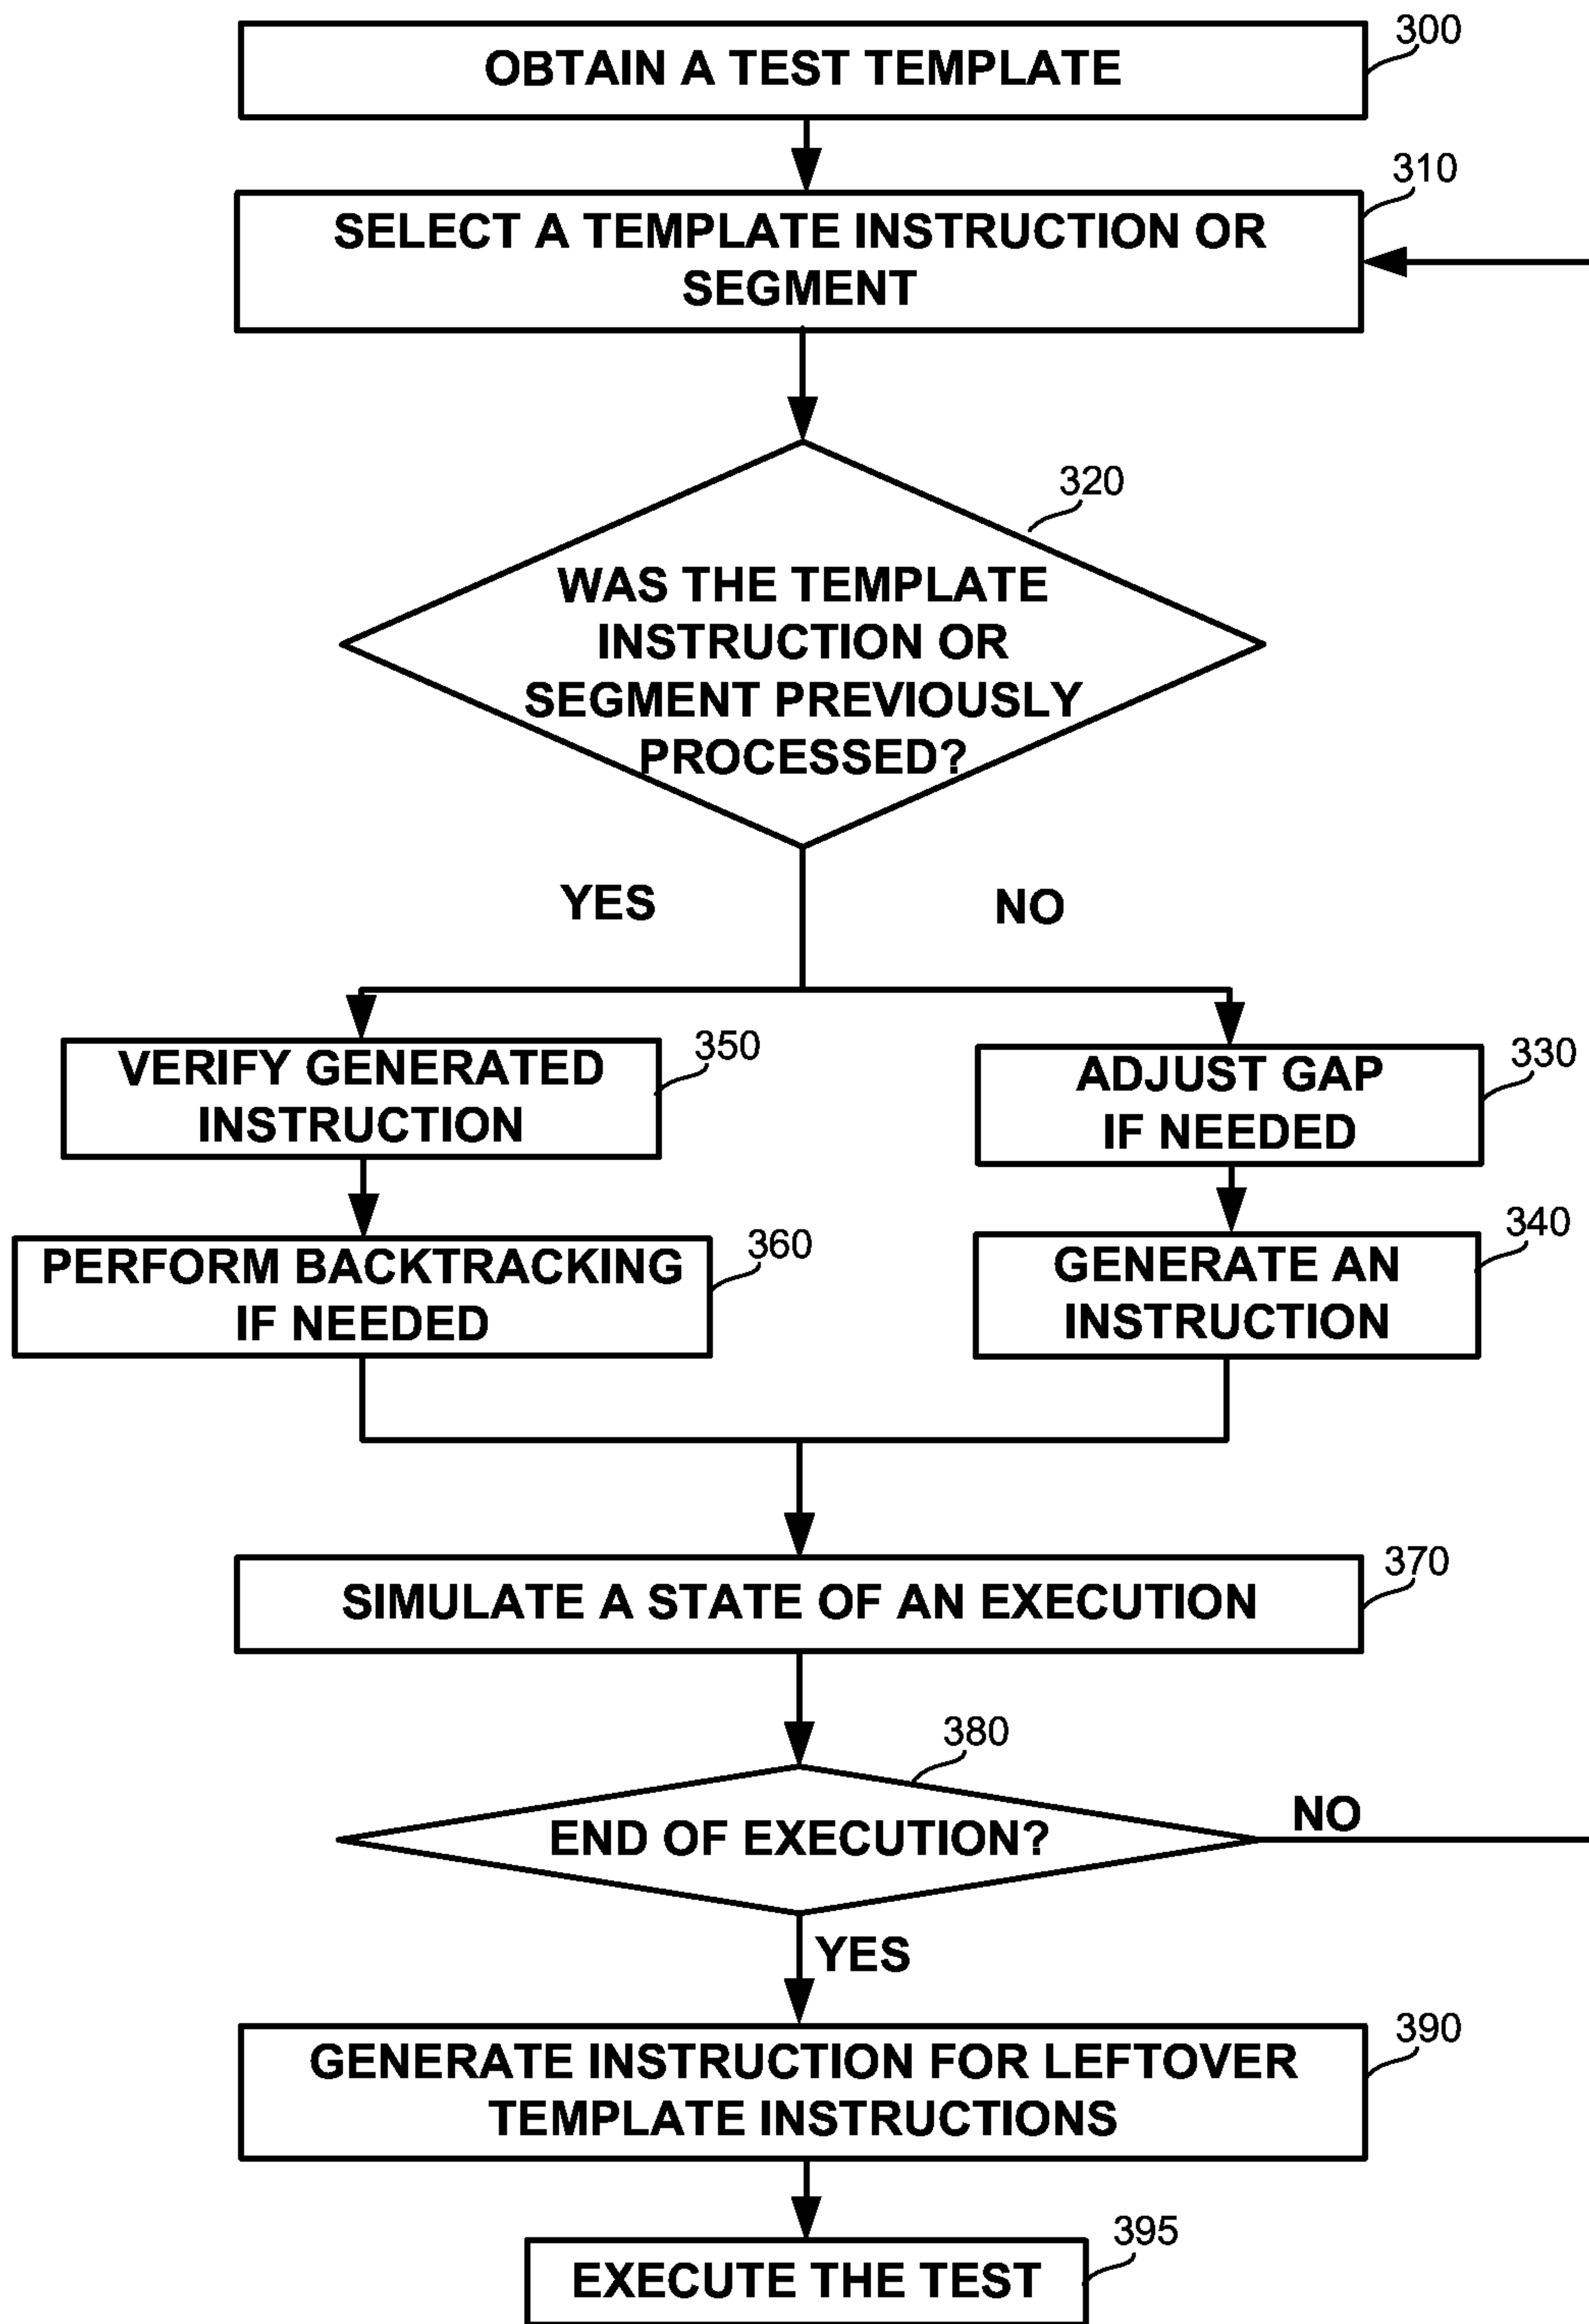 OBTAIN A TEST TEMPLATE
300
SELECT A TEMPLATE INSTRUCTION OR
SEGMENT
310
320
WAS THE TEMPLATE
INSTRUCTION OR
SEGMENT PREVIOUSLY
PROCESSED?
YES
NO
VERIFY GENERATED
INSTRUCTION
350
ADJUST GAP
IF NEEDED
330
PERFORM BACKTRACKING
IF NEEDED
360
GENERATE AN
INSTRUCTION
340
SIMULATE A STATE OF AN EXECUTION
370
380
END OF EXECUTION?
NO
YES
GENERATE INSTRUCTION FOR LEFTOVER
TEMPLATE INSTRUCTIONS
390
EXECUTE THE TEST
395